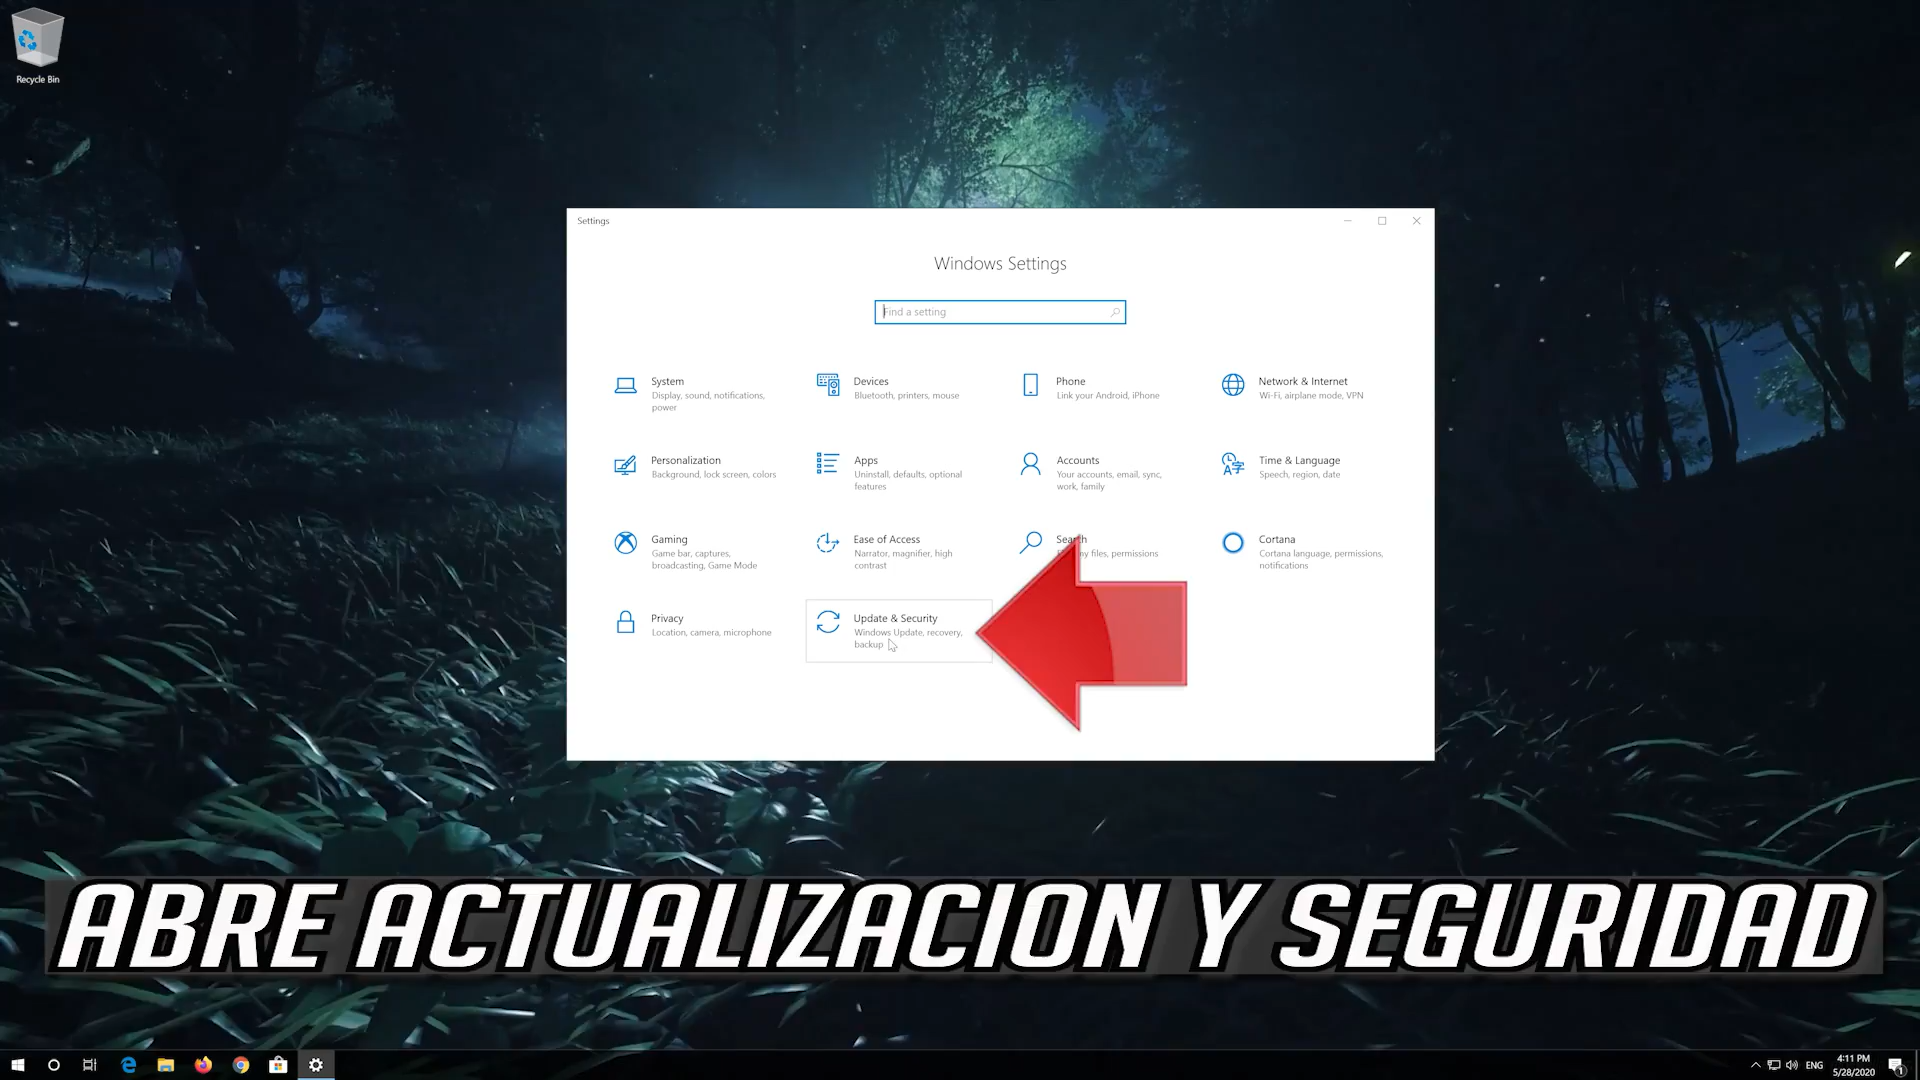 Recycle Bin
Settings
Windows Settings
Find a setting
System
Display, sound, notifications,
power
Devices
Bluetooth, printers, mouse
Phone
Link your Android, iPhone
Network & Internet
Wi-Fi, airplane mode, VPN
Personalization
Background, lock screen, colors
Apps
Uninstall, defaults, optional
features
Accounts
Your accounts, email, sync,
work, family
Time & Language
Speech, region, date
Gaming
Game bar, captures,
broadcasting, Game Mode
Ease of Access
Narrator, magnifier, high
contrast
Search
my files, permissions
Cortana
Cortana language, permissions,
notifications
Privacy
Location, camera, microphone
Update & Security
Windows Update, recovery,
backup
ABRE ACTUALIZACION Y SEGURIDAD
ENG
4:11 PM
5/28/2020
1